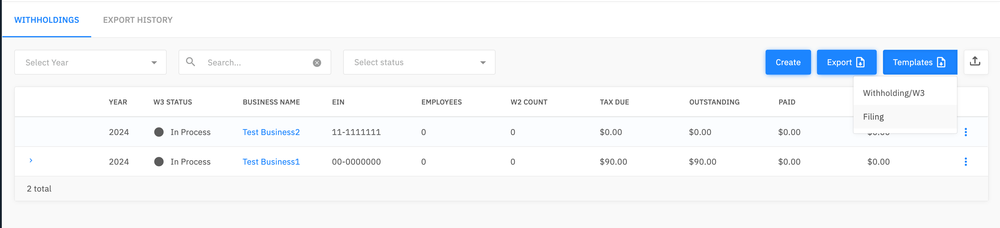 WITHHOLDINGS EXPORT HISTORY
Select Year Search... Select status Create Export Templates
Withholding/W3
Filing
YEAR W3 STATUS BUSINESS NAME EIN EMPLOYEES W2 COUNT TAX DUE OUTSTANDING PAID
2024 In Process Test Business2 11-1111111 0 0 $0.00 $0.00 $0.00
2024 In Process Test Business1 00-0000000 0 0 $90.00 $90.00 $0.00 $0.00
2 total